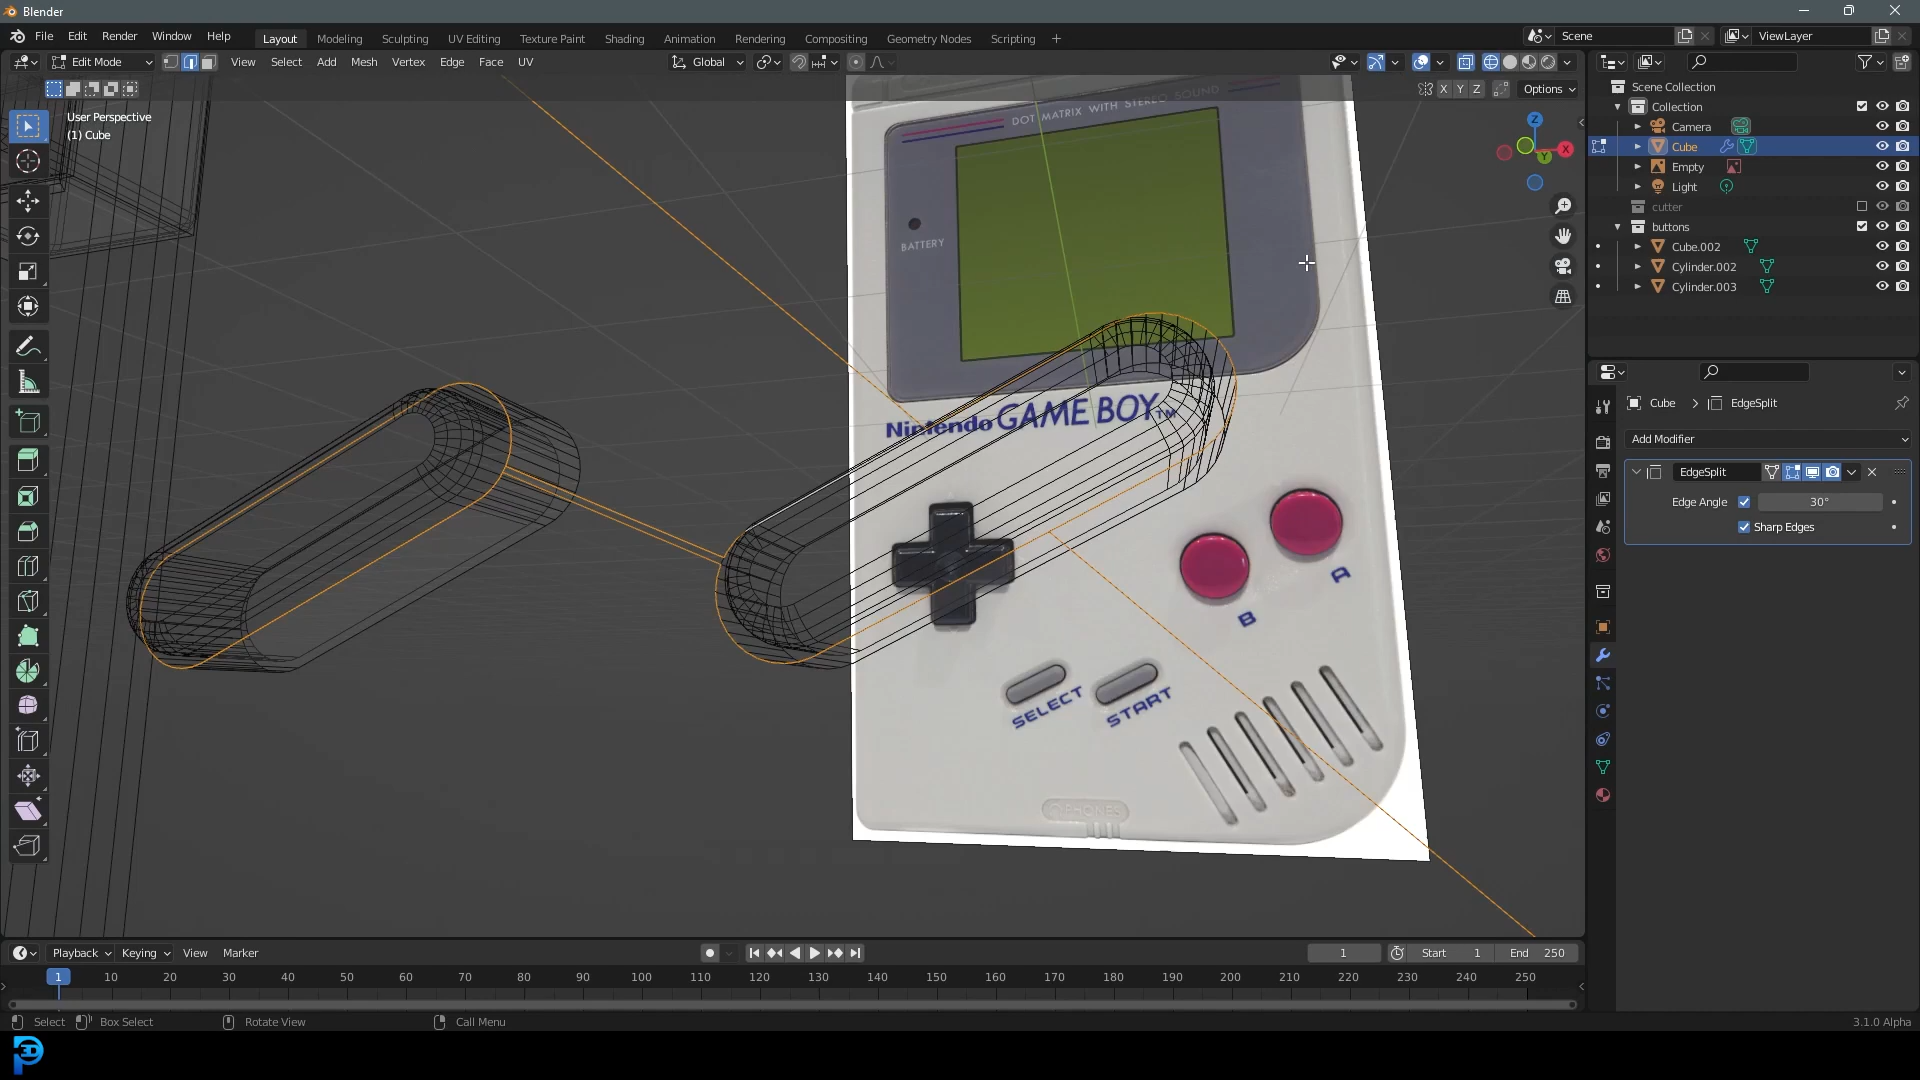 Blender
File Edit Render Window Help
Layout Modeling Sculpting UV Editing Texture Paint Shading Animation Rendering Compositing Geometry Nodes Scripting +
Scene ViewLayer
Edit Mode View Select Add Mesh Vertex Edge Face UV Global
X Y Z Options
User Perspective
(1) Cube
Z
X
Y
DOT MATRIX WITH STEREO SOUND
BATTERY
Nintendo GAME BOY TM
A
B
SELECT
START
PHONES
Scene Collection
Collection
Camera
Cube
Empty
Light
cutter
buttons
Cube.002
Cylinder.002
Cylinder.003
Cube > EdgeSplit
Add Modifier
EdgeSplit
Edge Angle 30°
Sharp Edges
Playback Keying View Marker 1 Start 1 End 250
1 10 20 30 40 50 60 70 80 90 100 110 120 130 140 150 160 170 180 190 200 210 220 230 240 250
Select Box Select Rotate View Call Menu 3.1.0 Alpha
3D